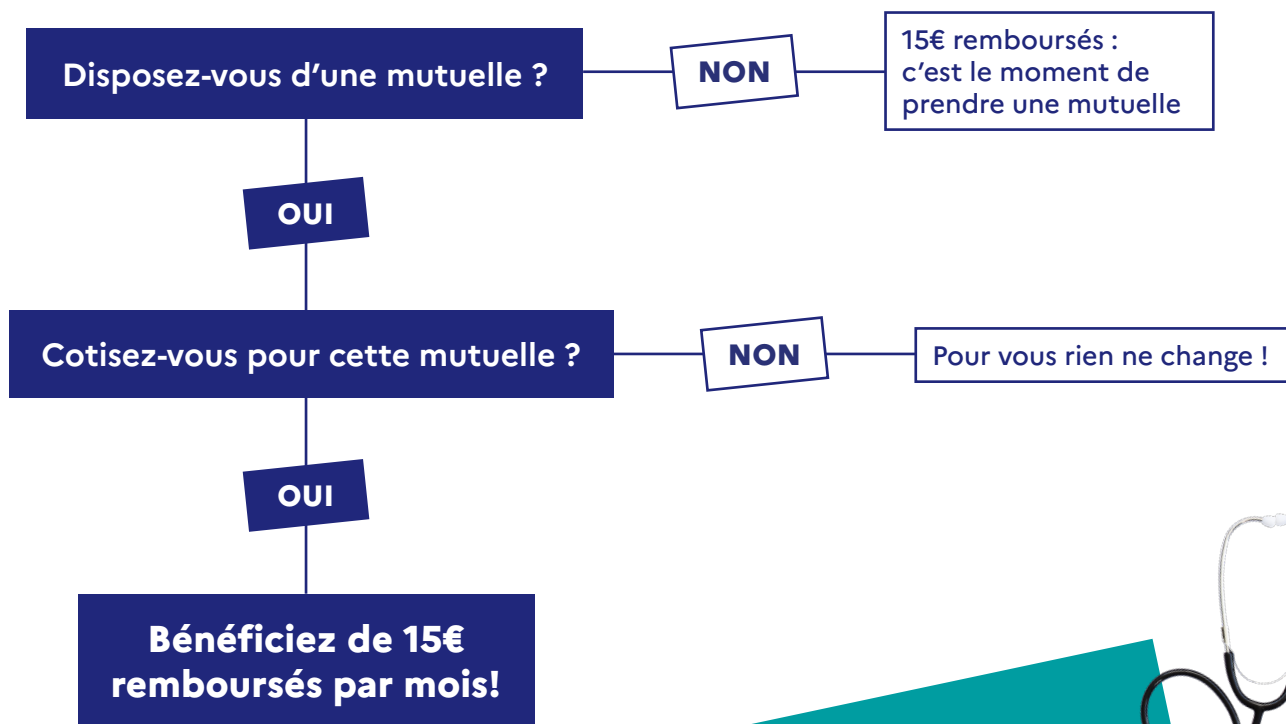 Disposez-vous d'une mutuelle ?
NON
15€ remboursés :
c'est le moment de
prendre une mutuelle
OUI
Cotisez-vous pour cette mutuelle ?
NON
Pour vous rien ne change !
OUI
Bénéficiez de 15€
remboursés par mois!